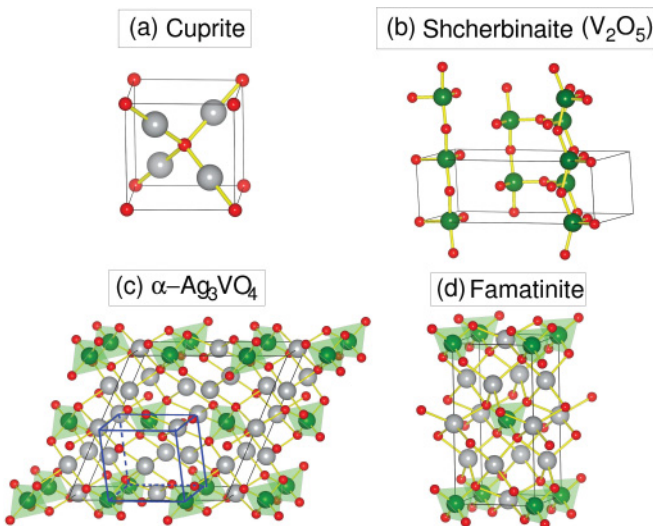 (a) Cuprite
(b) Shcherbinaite (V₂O₅)
(c) α−Ag₃VO₄
(d) Famatinite